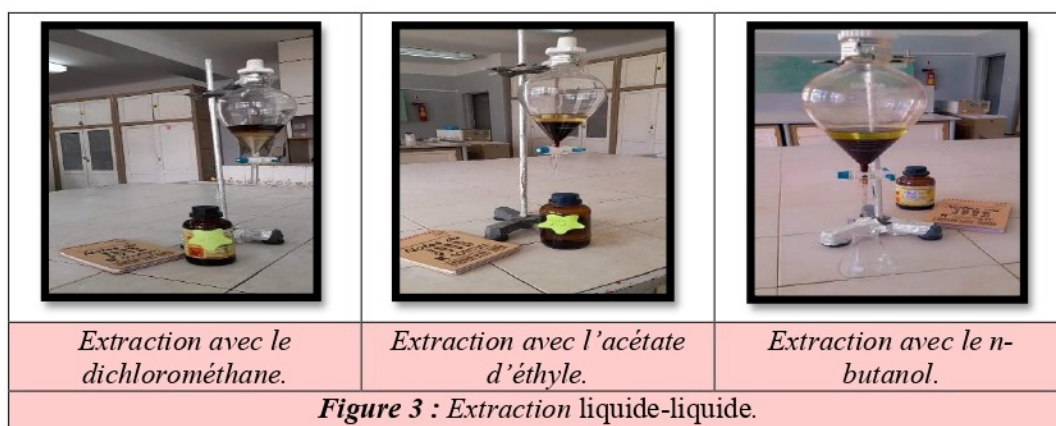 Extraction avec le
dichlorométhane.
Extraction avec l'acétate
d'éthyle.
Extraction avec le n-
butanol.
Figure 3 : Extraction liquide-liquide.